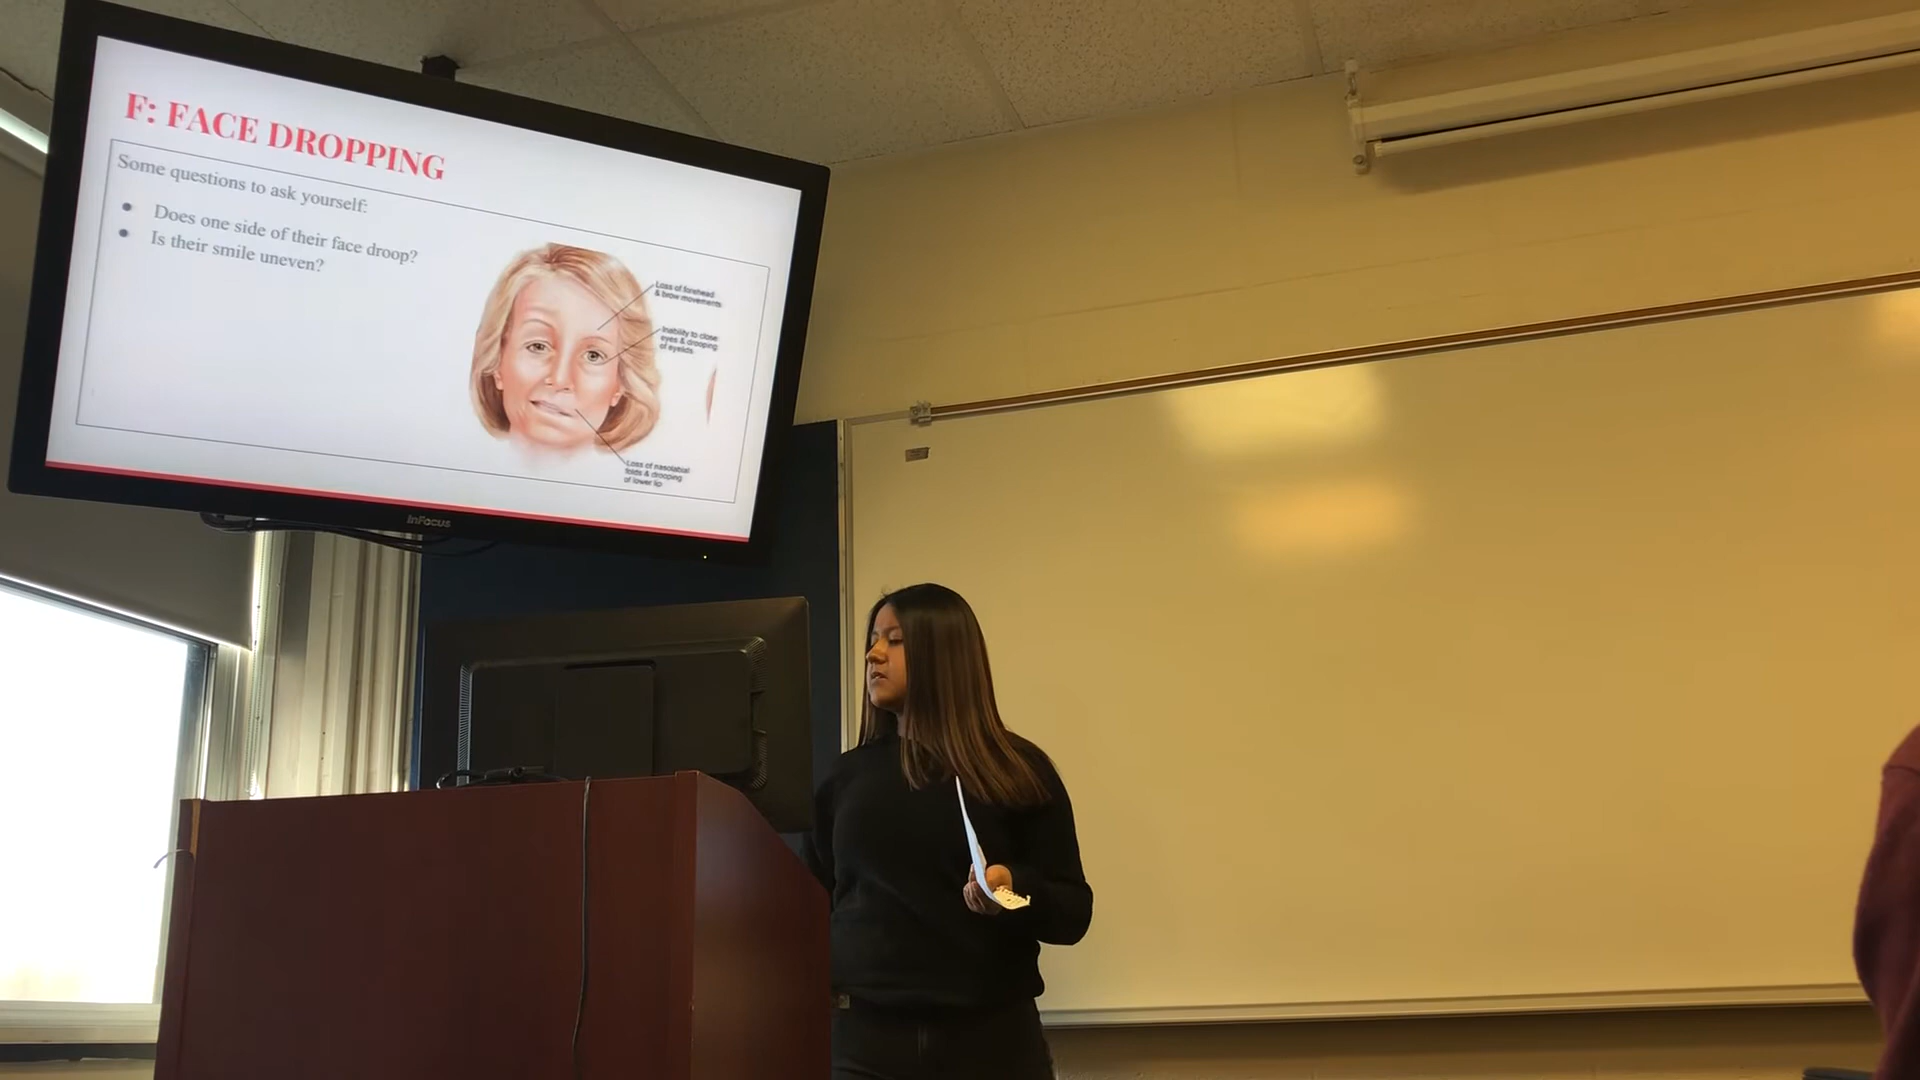 F: FACE DROPPING
Some questions to ask yourself:
Does one side of their face droop?
Is their smile uneven?
Loss of forehead
& brow movements
Inability to close
eyes & drooping
of eyelids
Loss of nasolabial
folds & drooping
of lower lip
InFocus